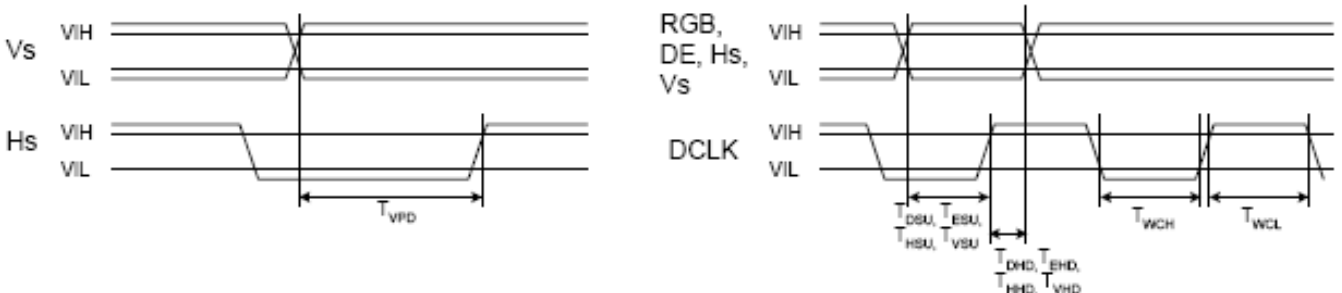 Vs
VIH
VIL
Hs
VIH
VIL
TVPD
RGB,
DE, Hs,
Vs
VIH
VIL
DCLK
VIH
VIL
TDSU, TESU,
THSU, TVSU
TDHD, TEHD,
THHD, TVHD
TWCH
TWCL